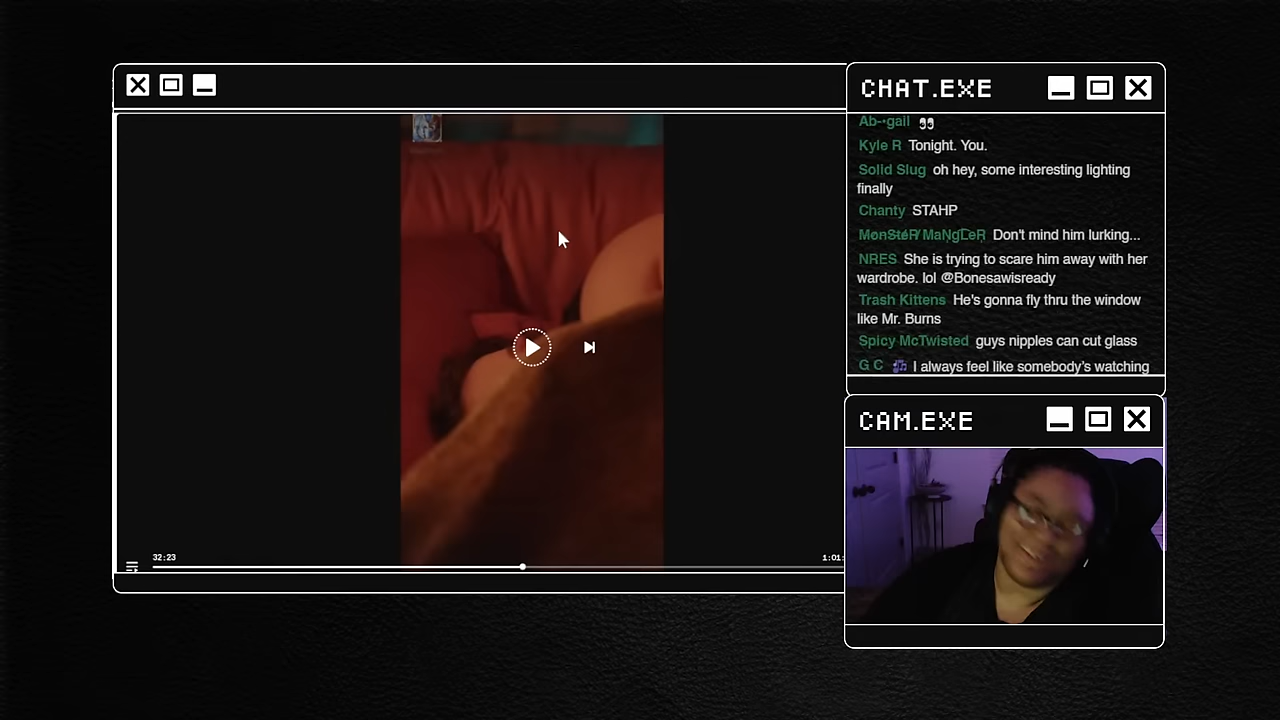 CHAT.EXE
Ab-•gail 👀
Kyle R Tonight. You.
Solid Slug oh hey, some interesting lighting
finally
Chanty STAHP
MonSteR/MaNgLeR Don't mind him lurking...
NRES She is trying to scare him away with her
wardrobe. lol @Bonesawisready
Trash Kittens He's gonna fly thru the window
like Mr. Burns
Spicy McTwisted guys nipples can cut glass
G C 🎶 I always feel like somebody's watching
CAM.EXE
32:23
1:01: